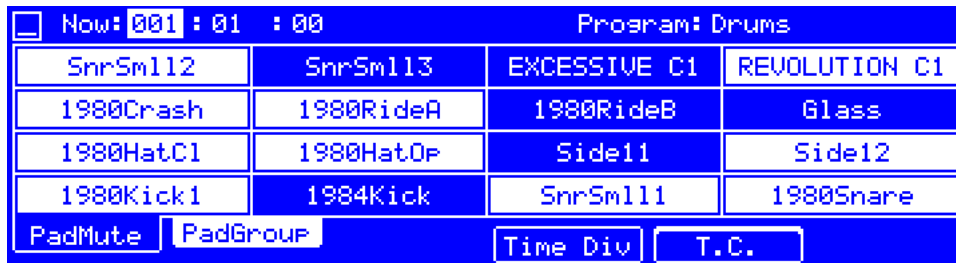 Now: 001 : 01 : 00 Program: Drums
SnrSmll2 SnrSmll3 EXCESSIVE C1 REVOLUTION C1
1980Crash 1980RideA 1980RideB Glass
1980HatCl 1980HatOp Side11 Side12
1980Kick1 1984Kick SnrSmll1 1980Snare
PadMute PadGroup Time Div T.C.